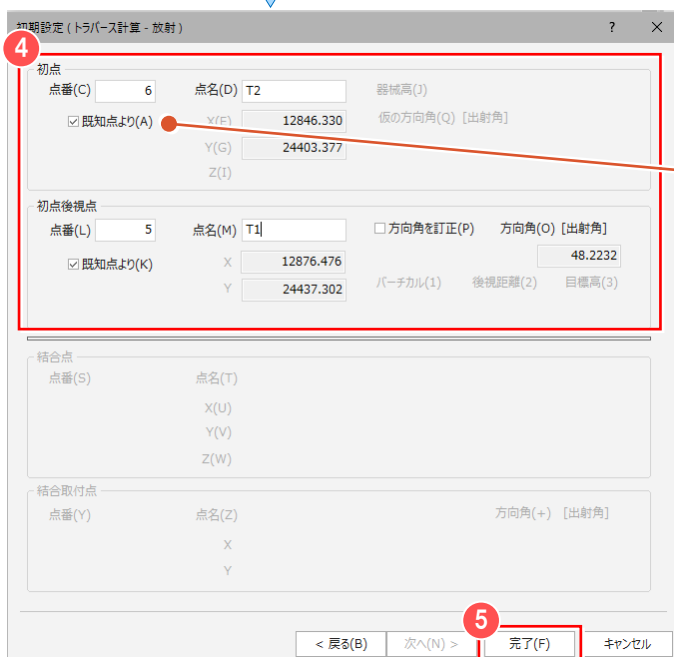 初期設定 ( トラバース計算 - 放射 ) ? ×
4
初点
点番(C) 6 点名(D) T2 器械高(J)
既知点より(A) X(F) 12846.330 仮の方向角(Q) [出射角]
Y(G) 24403.377
Z(I)
初点後視点
点番(L) 5 点名(M) T1 方向角を訂正(P) 方向角(O) [出射角]
48.2232
既知点より(K) X 12876.476
バーチカル(1) 後視距離(2) 目標高(3)
Y 24437.302
結合点
点番(S) 点名(T)
X(U)
Y(V)
Z(W)
結合取付点
点番(Y) 点名(Z) 方向角(+) [出射角]
X
Y
5
< 戻る(B) 次へ(N) > 完了(F) キャンセル